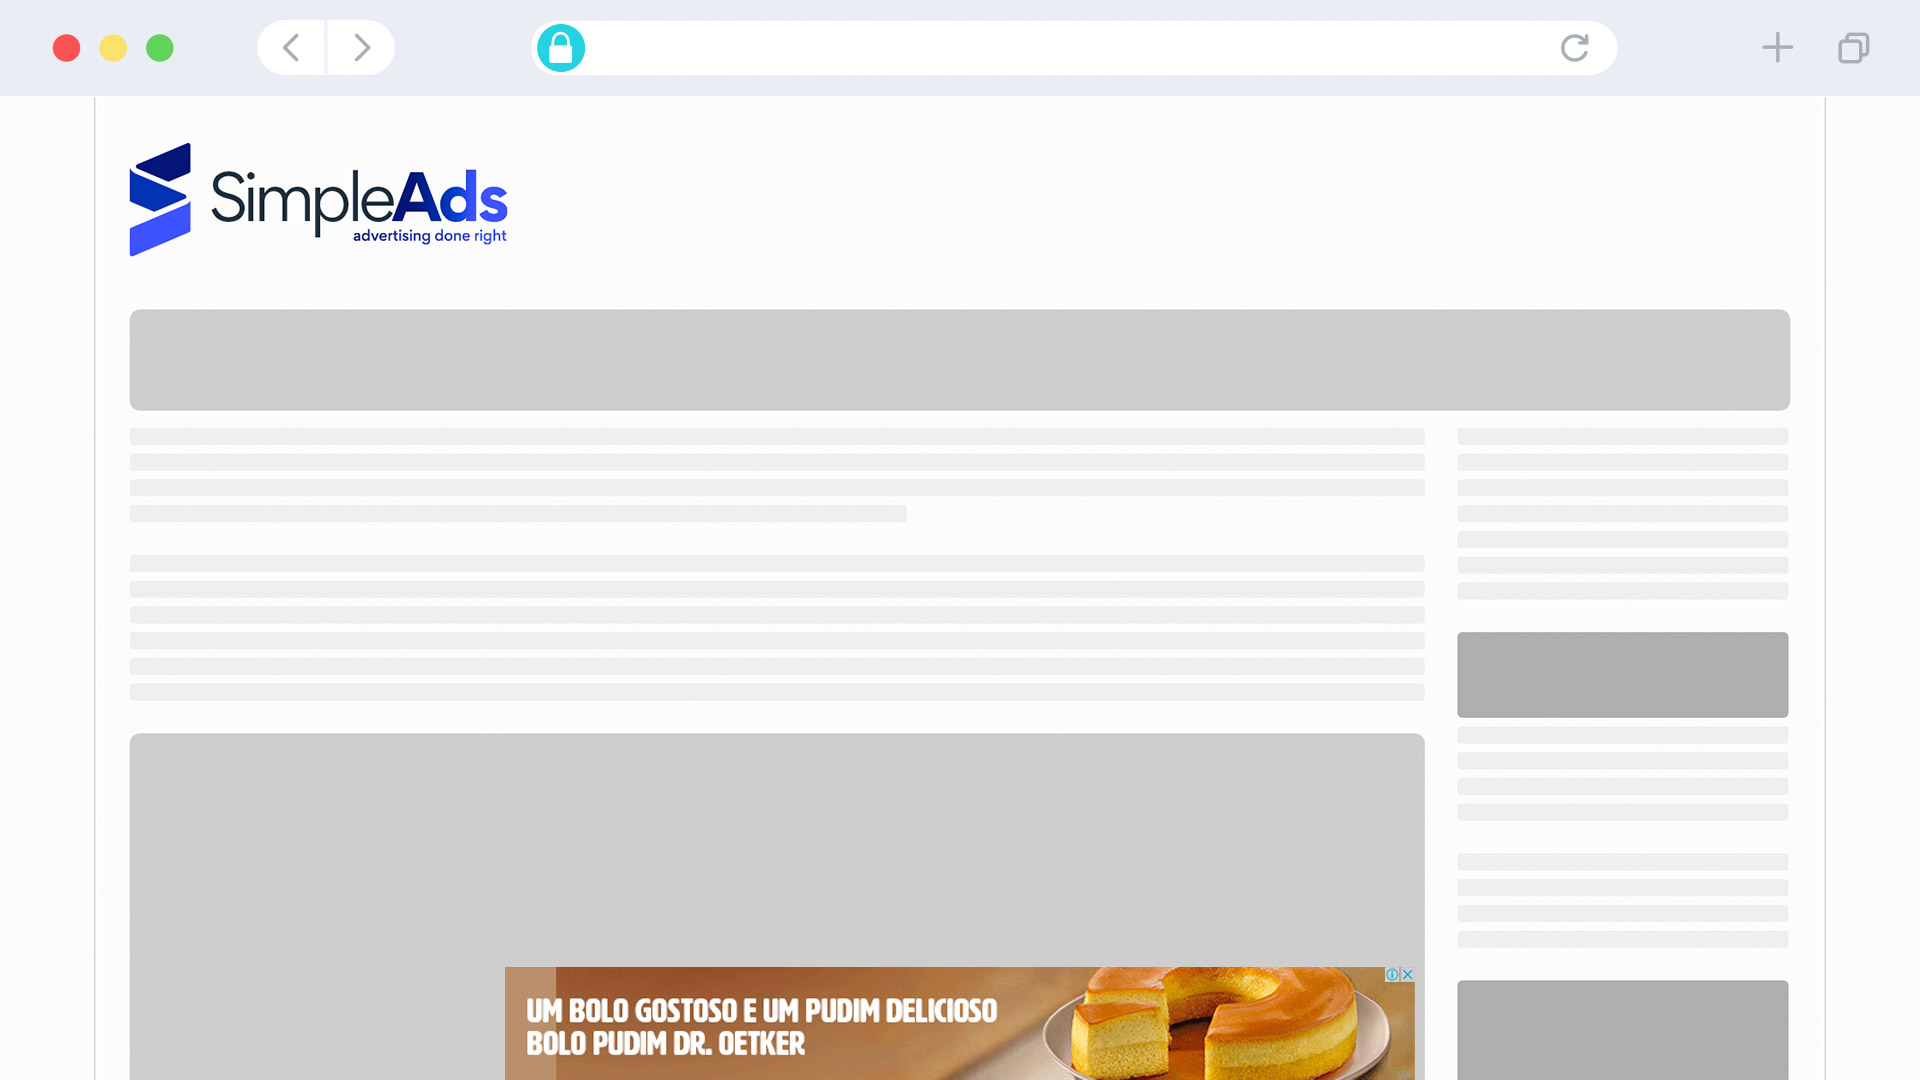 SimpleAds
advertising done right
UM BOLO GOSTOSO E UM PUDIM DELICIOSO
BOLO PUDIM DR. OETKER